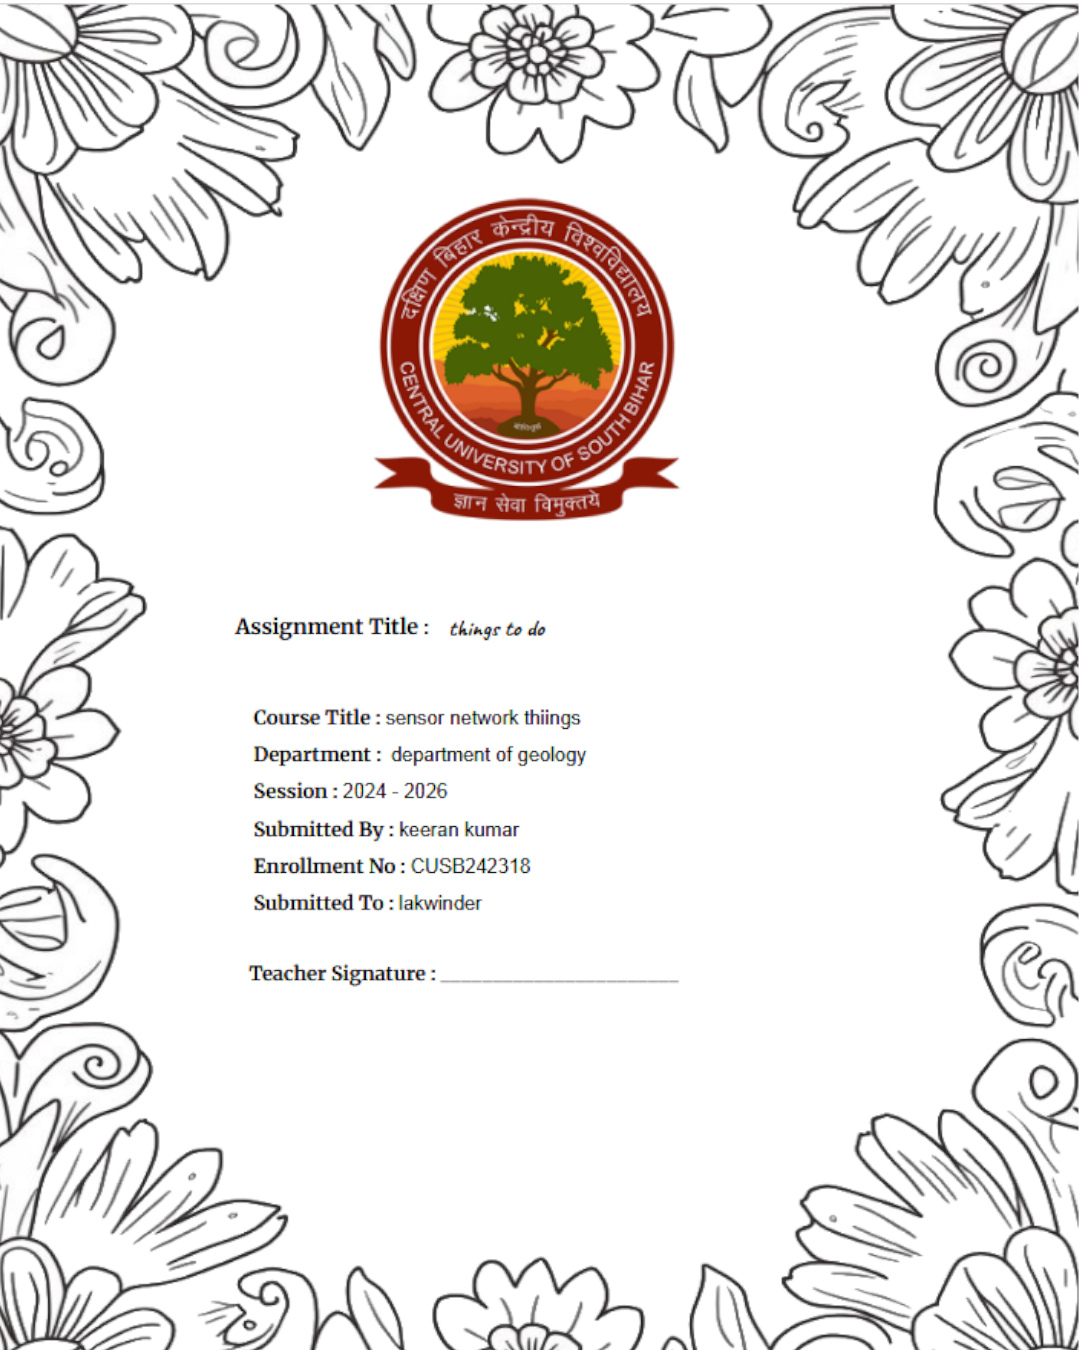 दक्षिण बिहार केन्द्रीय विश्वविद्यालय
CENTRAL UNIVERSITY OF SOUTH BIHAR
ज्ञान सेवा विमुक्तये
Assignment Title : things to do
Course Title : sensor network thiings
Department : department of geology
Session : 2024 - 2026
Submitted By : keeran kumar
Enrollment No : CUSB242318
Submitted To : lakwinder
Teacher Signature : ______________________